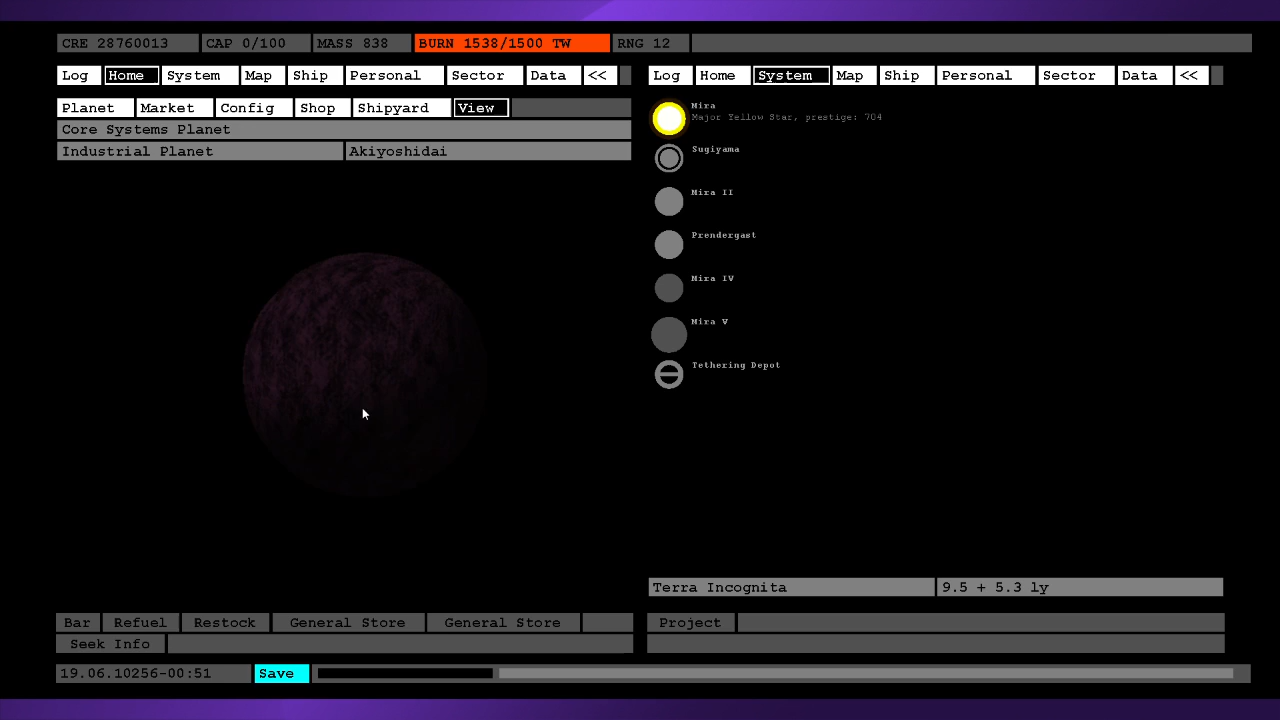 CRE 28760013 CAP 0/100 MASS 838 BURN 1538/1500 TW RNG 12
Log Home System Map Ship Personal Sector Data <<
Planet Market Config Shop Shipyard View
Core Systems Planet
Industrial Planet Akiyoshidai
Bar Refuel Restock General Store General Store
Seek Info
Log Home System Map Ship Personal Sector Data <<
Mira
Major Yellow Star, prestige: 704
Sugiyama
Mira II
Prendergast
Mira IV
Mira V
Tethering Depot
Terra Incognita 9.5 + 5.3 ly
Project
19.06.10256-00:51 Save